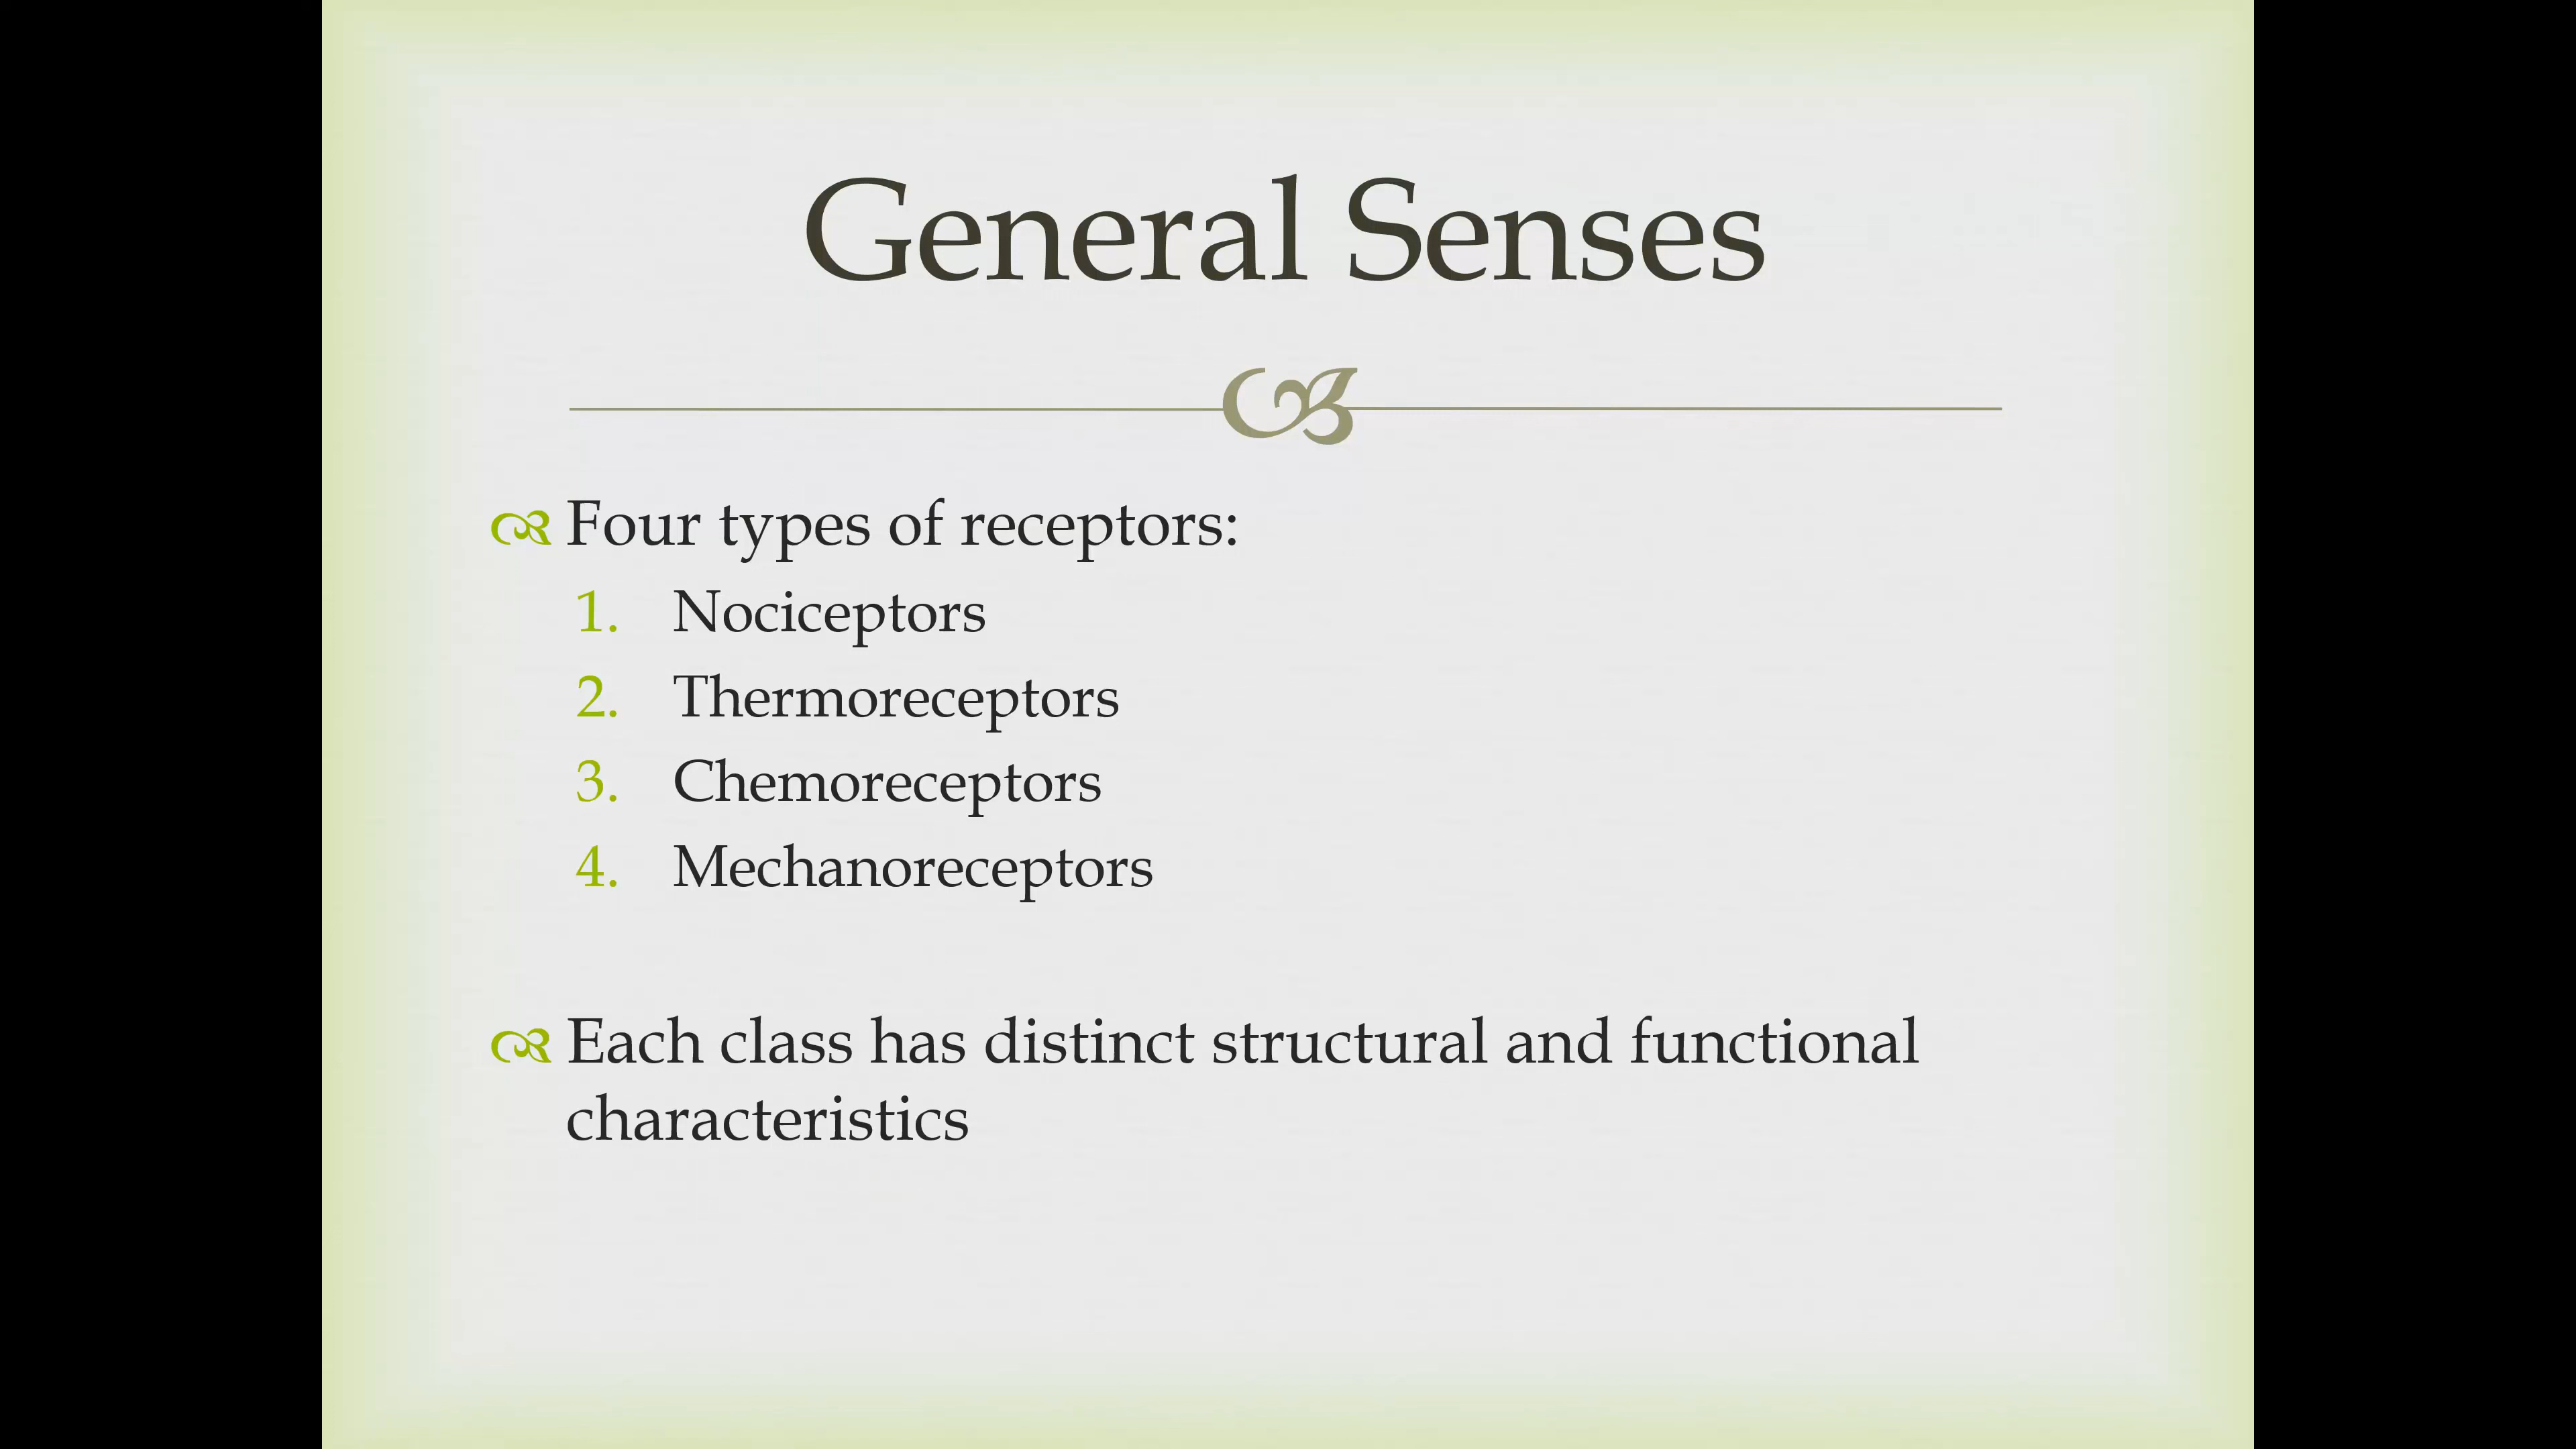 General Senses
Four types of receptors:
1. Nociceptors
2. Thermoreceptors
3. Chemoreceptors
4. Mechanoreceptors
Each class has distinct structural and functional
characteristics